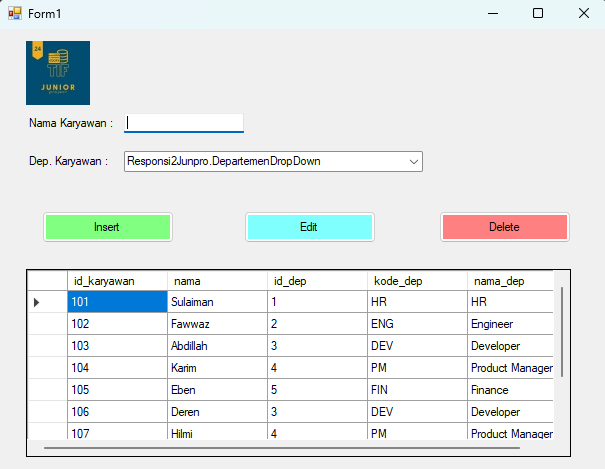 Form1
24
TIF
JUNIOR
Nama Karyawan :
Dep. Karyawan : Responsi2Junpro.DepartemenDropDown
Insert Edit Delete
id_karyawan nama id_dep kode_dep nama_dep
101 Sulaiman 1 HR HR
102 Fawwaz 2 ENG Engineer
103 Abdillah 3 DEV Developer
104 Karim 4 PM Product Manager
105 Eben 5 FIN Finance
106 Deren 3 DEV Developer
107 Hilmi 4 PM Product Manager